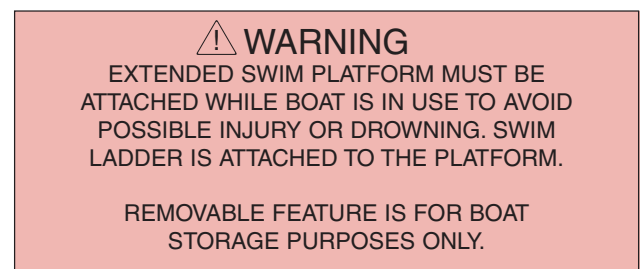 ⚠ WARNING
EXTENDED SWIM PLATFORM MUST BE
ATTACHED WHILE BOAT IS IN USE TO AVOID
POSSIBLE INJURY OR DROWNING. SWIM
LADDER IS ATTACHED TO THE PLATFORM.
REMOVABLE FEATURE IS FOR BOAT
STORAGE PURPOSES ONLY.